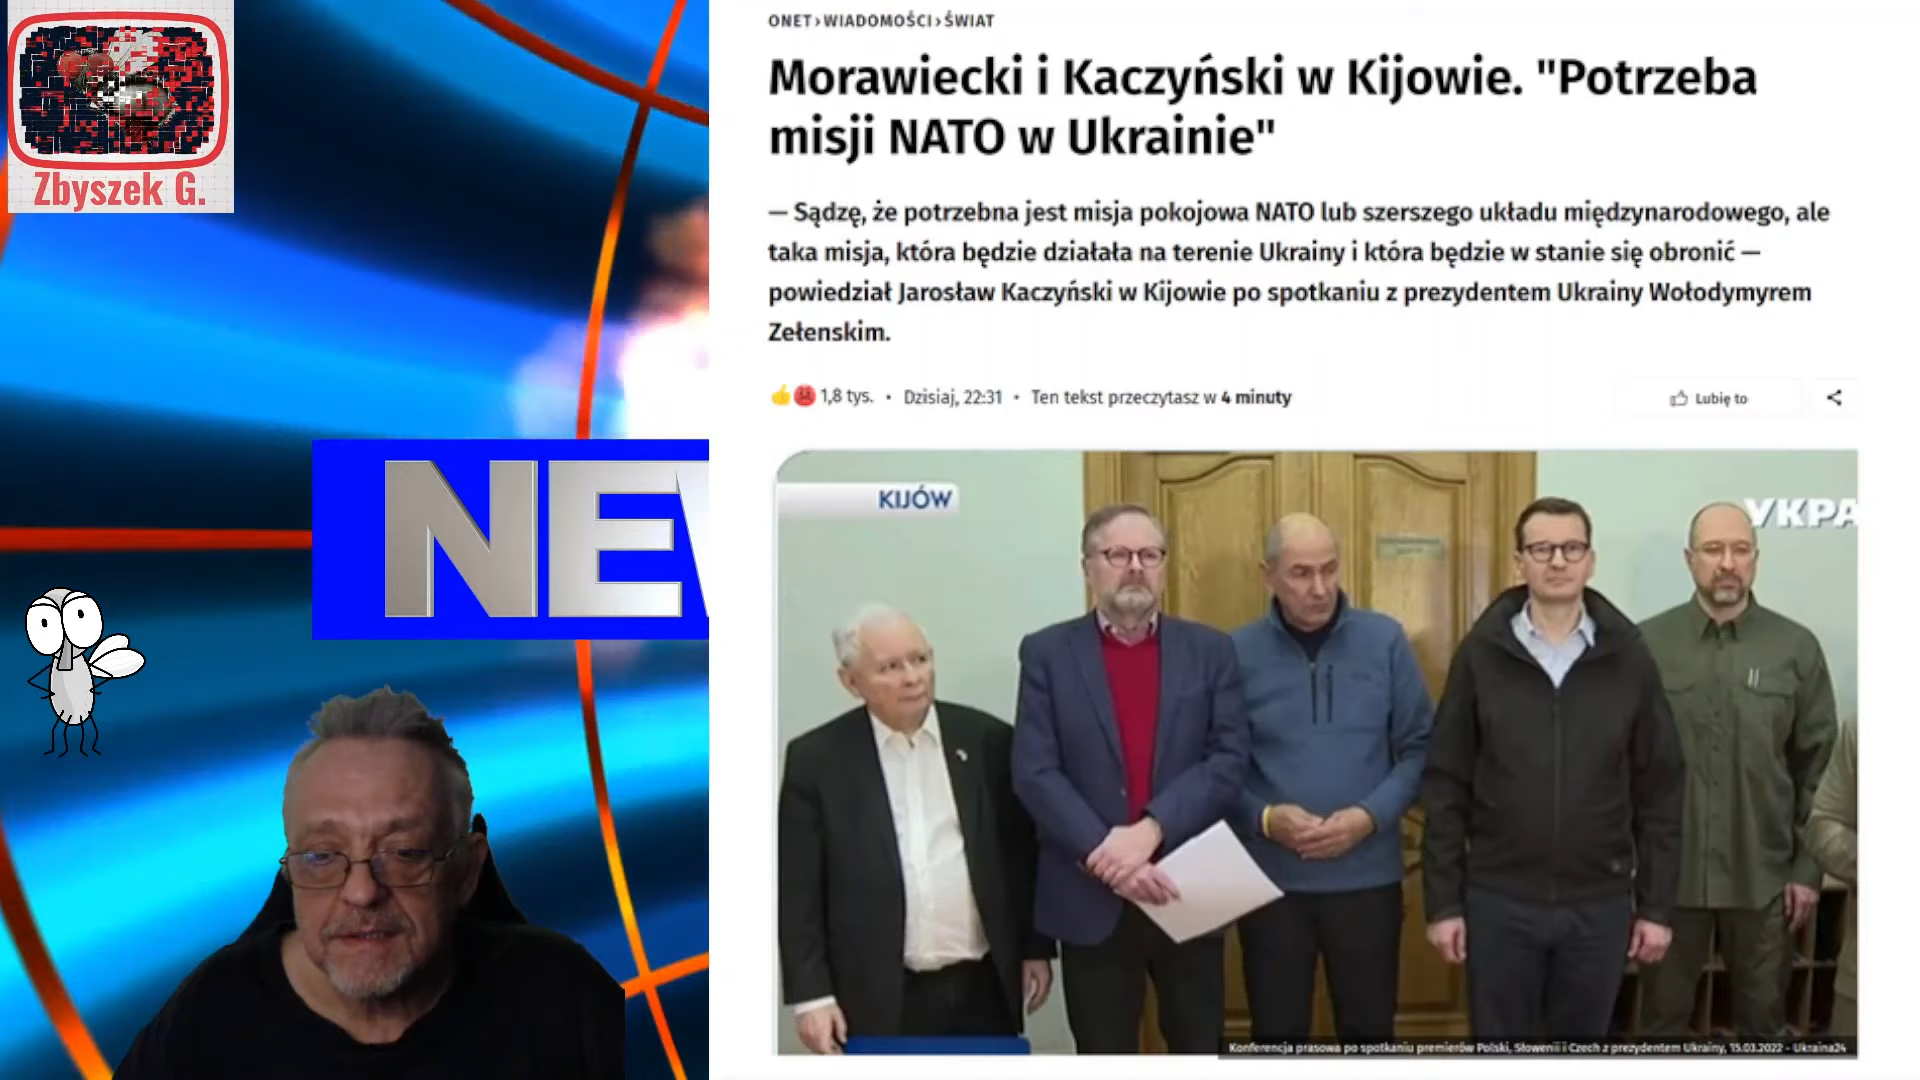 Zbyszek G.
NEW
ONET › WIADOMOŚCI › ŚWIAT
Morawiecki i Kaczyński w Kijowie. "Potrzeba
misji NATO w Ukrainie"
— Sądzę, że potrzebna jest misja pokojowa NATO lub szerszego układu międzynarodowego, ale
taka misja, która będzie działała na terenie Ukrainy i która będzie w stanie się obronić —
powiedział Jarosław Kaczyński w Kijowie po spotkaniu z prezydentem Ukrainy Wołodymyrem
Zełenskim.
1,8 tys. • Dzisiaj, 22:31 • Ten tekst przeczytasz w 4 minuty
Lubię to
KIJÓW
УКРА
Konferencja prasowa po spotkaniu premierów Polski, Słowenii i Czech z prezydentem Ukrainy, 15.03.2022 - Ukraina24